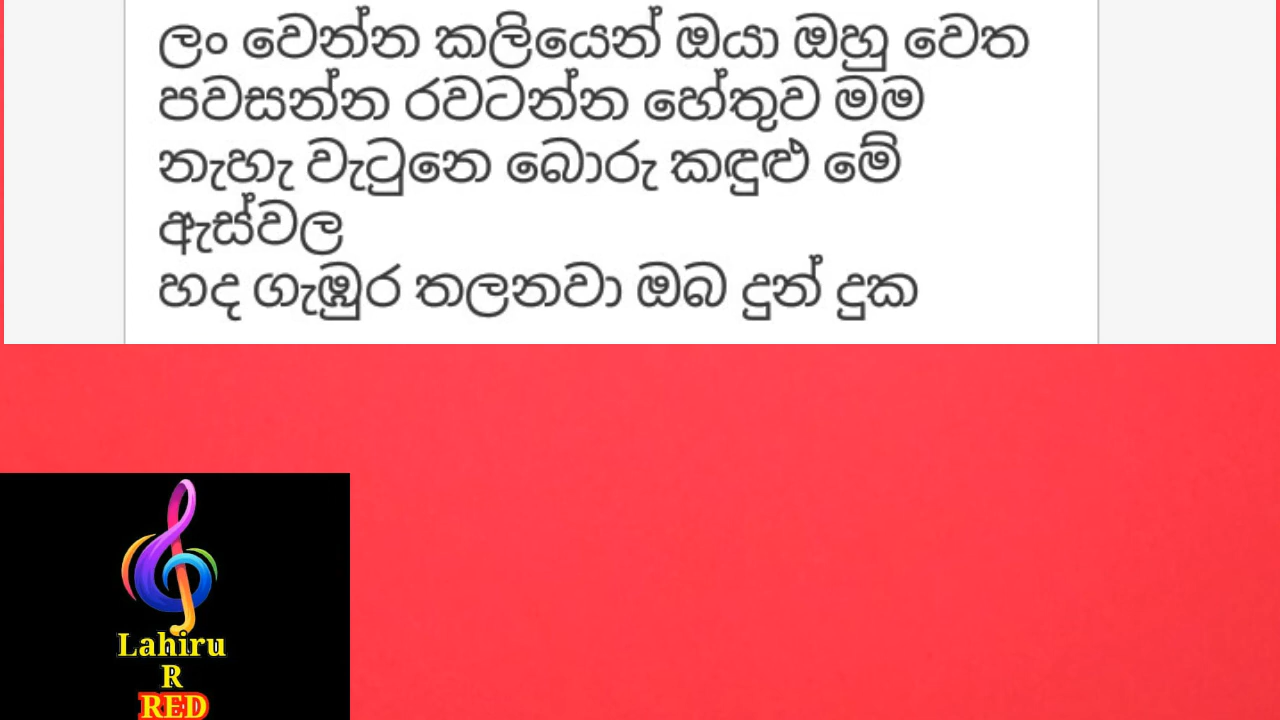 ලං වෙන්න කලියෙන් ඔයා ඔහු වෙත
පවසන්න රවටන්න හේතුව මම
නැහැ වැටුනෙ බොරු කඳුළු මේ
ඇස්වල
හද ගැඹුර තලනවා ඔබ දුන් දුක
Lahiru
R
RED